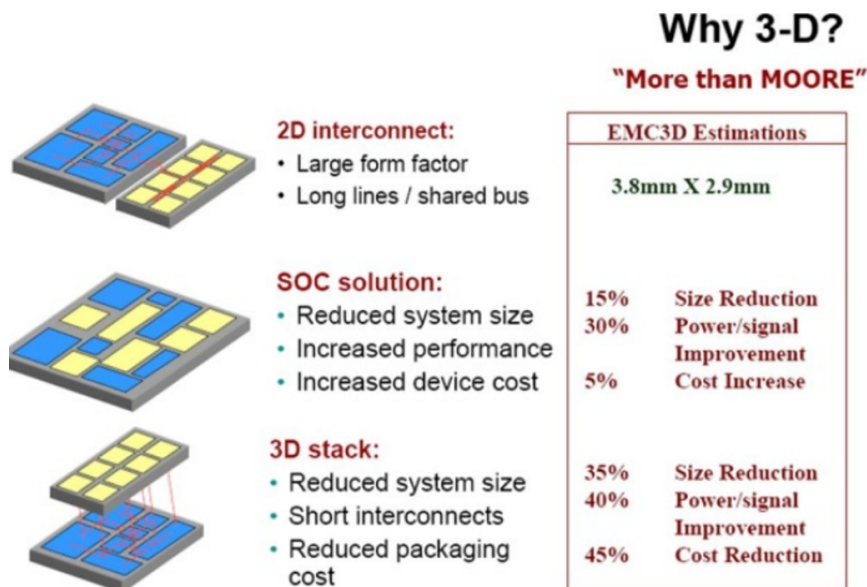 Why 3-D?
“More than MOORE”
2D interconnect:
• Large form factor
• Long lines / shared bus
EMC3D Estimations
3.8mm X 2.9mm
SOC solution:
• Reduced system size
• Increased performance
• Increased device cost
15% Size Reduction
30% Power/signal
Improvement
5% Cost Increase
3D stack:
• Reduced system size
• Short interconnects
• Reduced packaging
cost
35% Size Reduction
40% Power/signal
Improvement
45% Cost Reduction